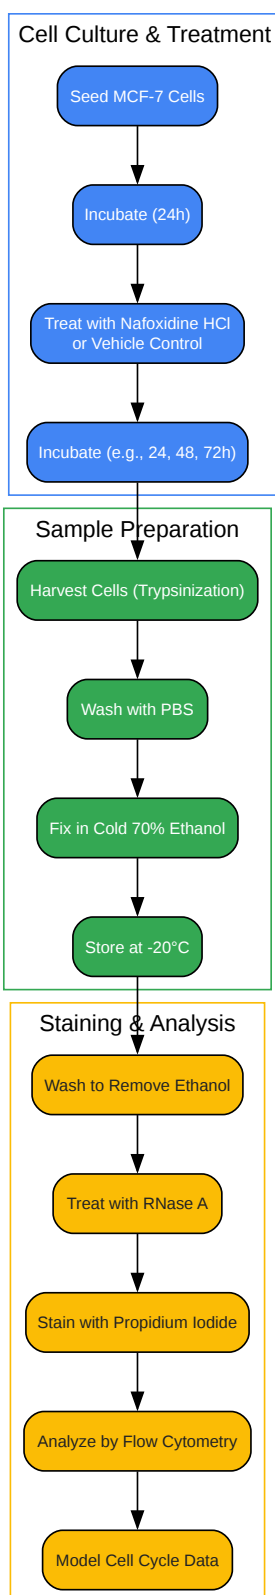 Cell Culture & Treatment
Seed MCF-7 Cells
Incubate (24h)
Treat with Nafoxidine HCl
or Vehicle Control
Incubate (e.g., 24, 48, 72h)
Sample Preparation
Harvest Cells (Trypsinization)
Wash with PBS
Fix in Cold 70% Ethanol
Store at -20°C
Staining & Analysis
Wash to Remove Ethanol
Treat with RNase A
Stain with Propidium Iodide
Analyze by Flow Cytometry
Model Cell Cycle Data